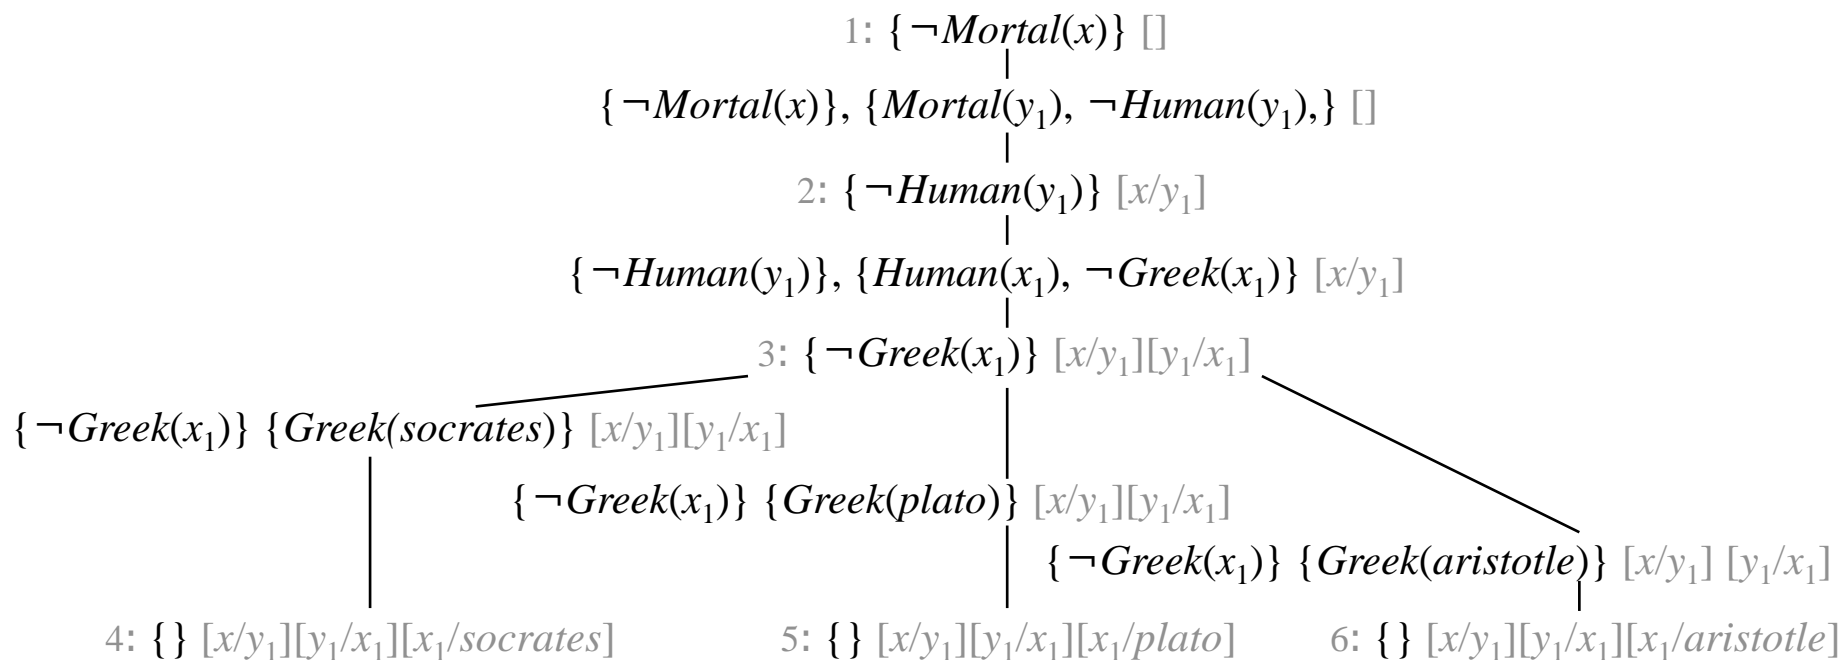 1: {¬Mortal(x)} []
{¬Mortal(x)}, {Mortal(y₁), ¬Human(y₁),} []
2: {¬Human(y₁)} [x/y₁]
{¬Human(y₁)}, {Human(x₁), ¬Greek(x₁)} [x/y₁]
3: {¬Greek(x₁)} [x/y₁][y₁/x₁]
{¬Greek(x₁)} {Greek(socrates)} [x/y₁][y₁/x₁]
{¬Greek(x₁)} {Greek(plato)} [x/y₁][y₁/x₁]
{¬Greek(x₁)} {Greek(aristotle)} [x/y₁] [y₁/x₁]
4: {} [x/y₁][y₁/x₁][x₁/socrates]
5: {} [x/y₁][y₁/x₁][x₁/plato]
6: {} [x/y₁][y₁/x₁][x₁/aristotle]